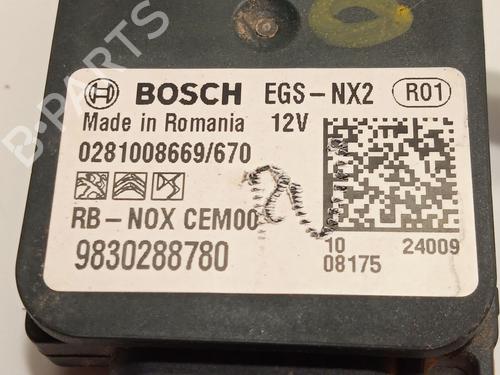 BOSCH EGS-NX2 R01
Made in Romania 12V
0281008669/670
RB-NOX CEM00
9830288780
10 24009
08175
B-PARTS